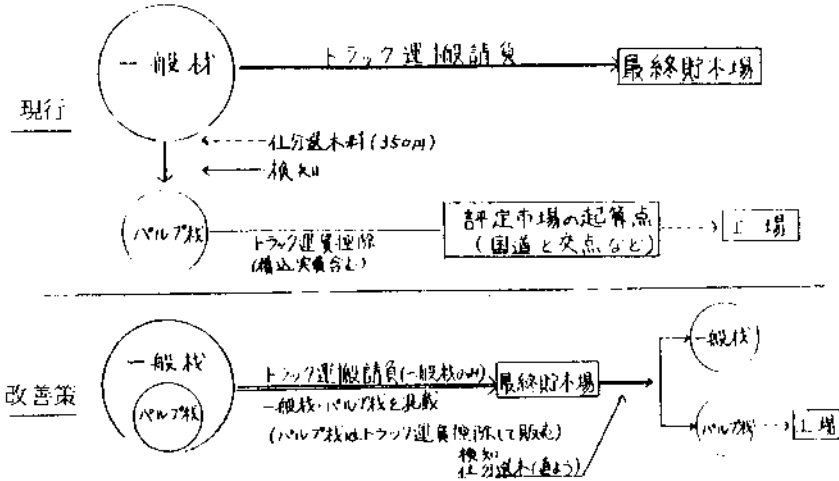 一般材
トラック運搬請負
最終貯木場
現行
仕分選木料(350円)
検知
パルプ材
トラック運賃控除
(積込実費含む)
評定市場の起算点
(国道と交点など)
工場
改善策
一般材
パルプ材
トラック運搬請負(一般材のみ)
一般材・パルプ材を混載
(パルプ材はトラック運賃控除して販売)
最終貯木場
検知
仕分選木(直よう)
一般材
パルプ材
工場